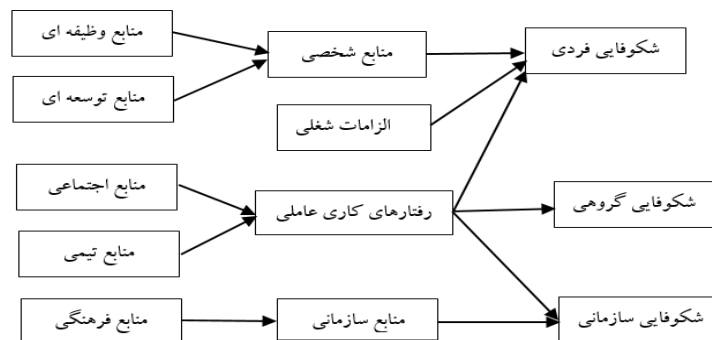 منابع وظیفه ای
منابع شخصی
شکوفایی فردی
منابع توسعه ای
الزامات شغلی
منابع اجتماعی
رفتارهای کاری عاملی
شکوفایی گروهی
منابع تیمی
منابع فرهنگی
منابع سازمانی
شکوفایی سازمانی